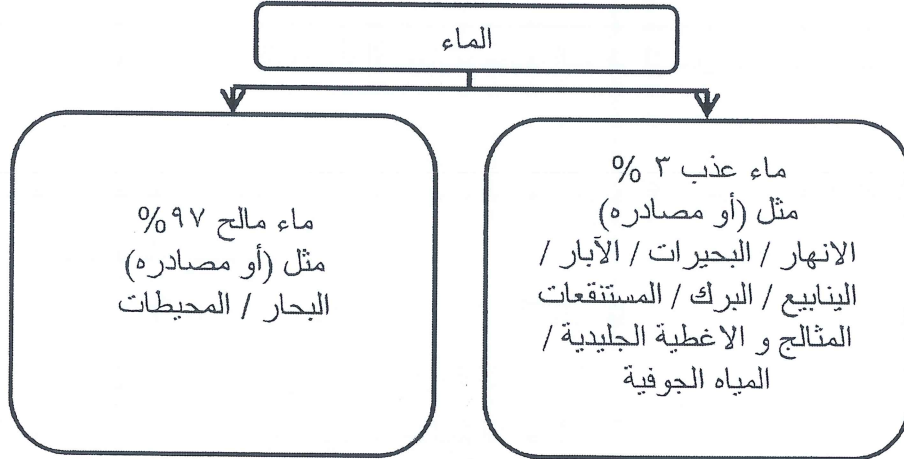 الماء
ماء عذب ٣ %
مثل (أو مصادره)
الانهار / البحيرات / الآبار /
الينابيع / البرك / المستنقعات
المثالج و الاغطية الجليدية /
المياه الجوفية
ماء مالح ٩٧%
مثل (أو مصادره)
البحار / المحيطات